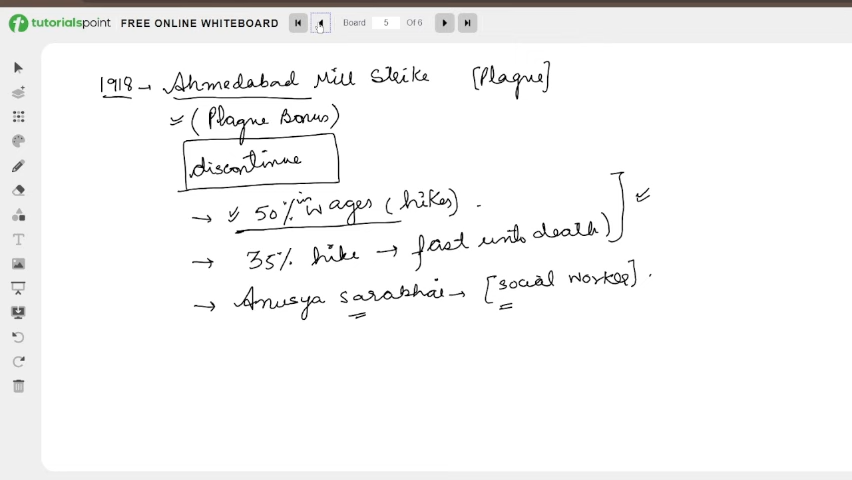 tutorialspoint FREE ONLINE WHITEBOARD Board 5 Of 6
1918 → Ahmedabad Mill Strike [Plague]
(Plague Bonus)
discontinue
→ 50% in wages (hikes)
→ 35% hike → fast unto death)
→ Anusya sarabhai → [social worker].
T